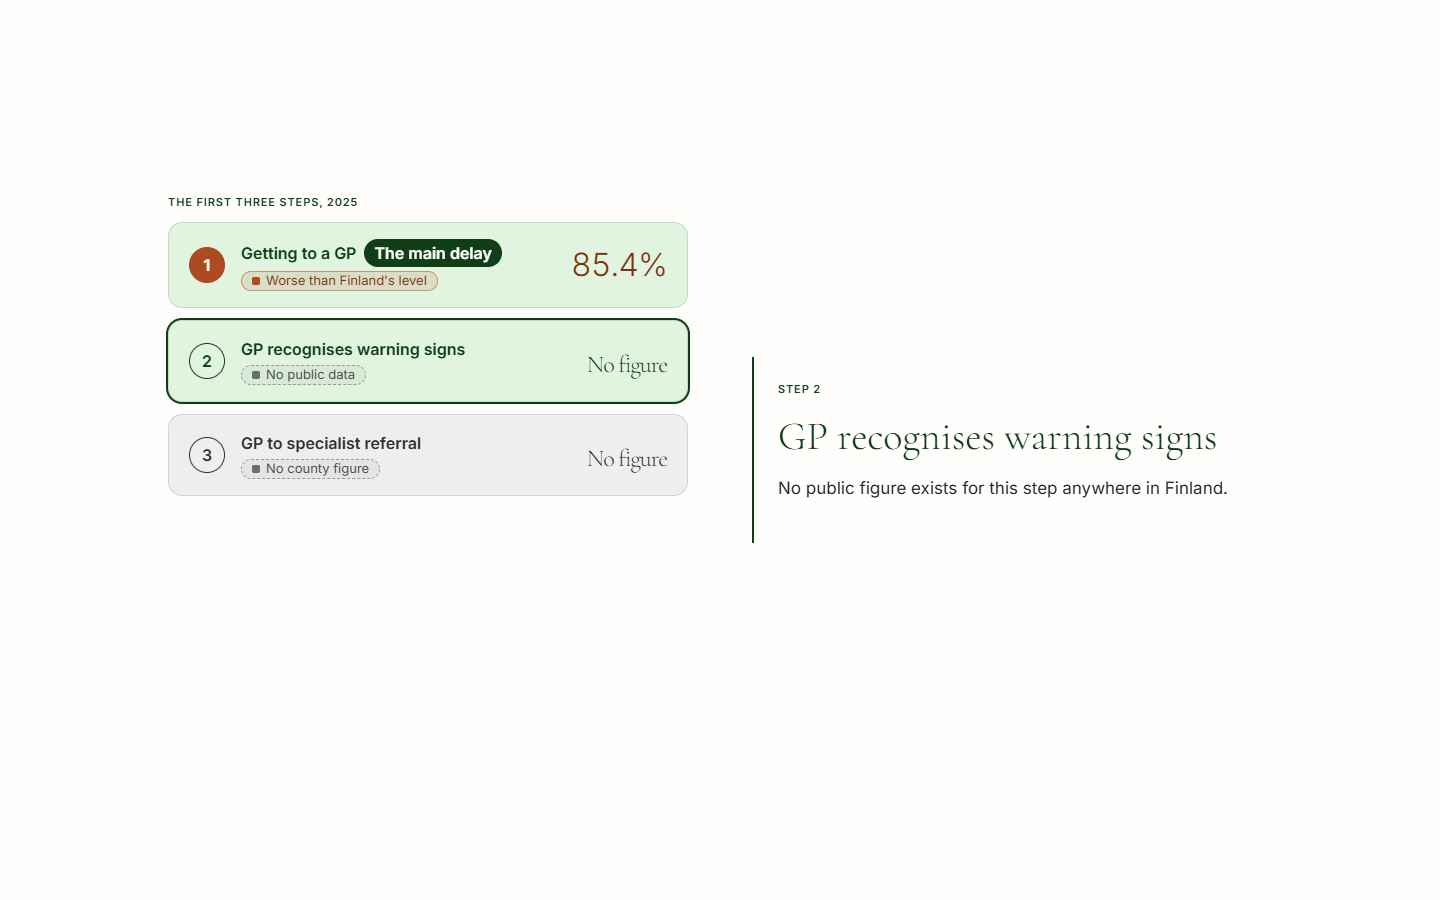 THE FIRST THREE STEPS, 2025
1 Getting to a GP The main delay 85.4%
Worse than Finland's level
2 GP recognises warning signs No figure
No public data
3 GP to specialist referral No figure
No county figure
STEP 2
GP recognises warning signs
No public figure exists for this step anywhere in Finland.